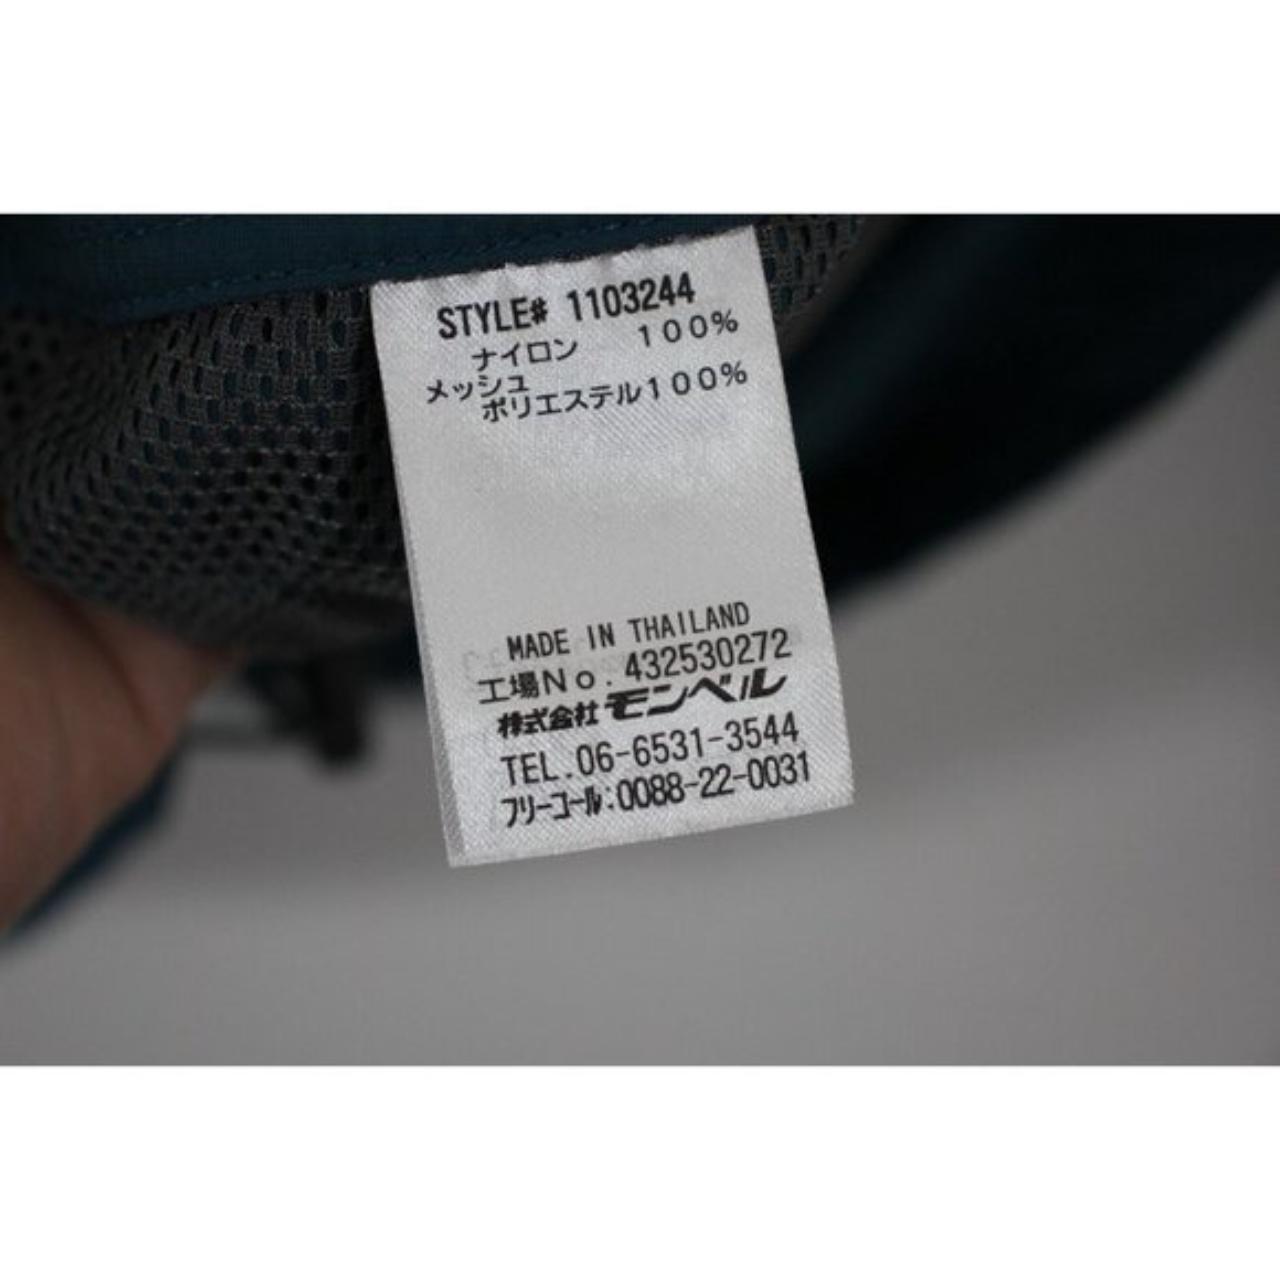 STYLE# 1103244
ナイロン 100%
メッシュ
ポリエステル100%
MADE IN THAILAND
工場No. 432530272
株式会社モンベル
TEL.06-6531-3544
フリーコール:0088-22-0031